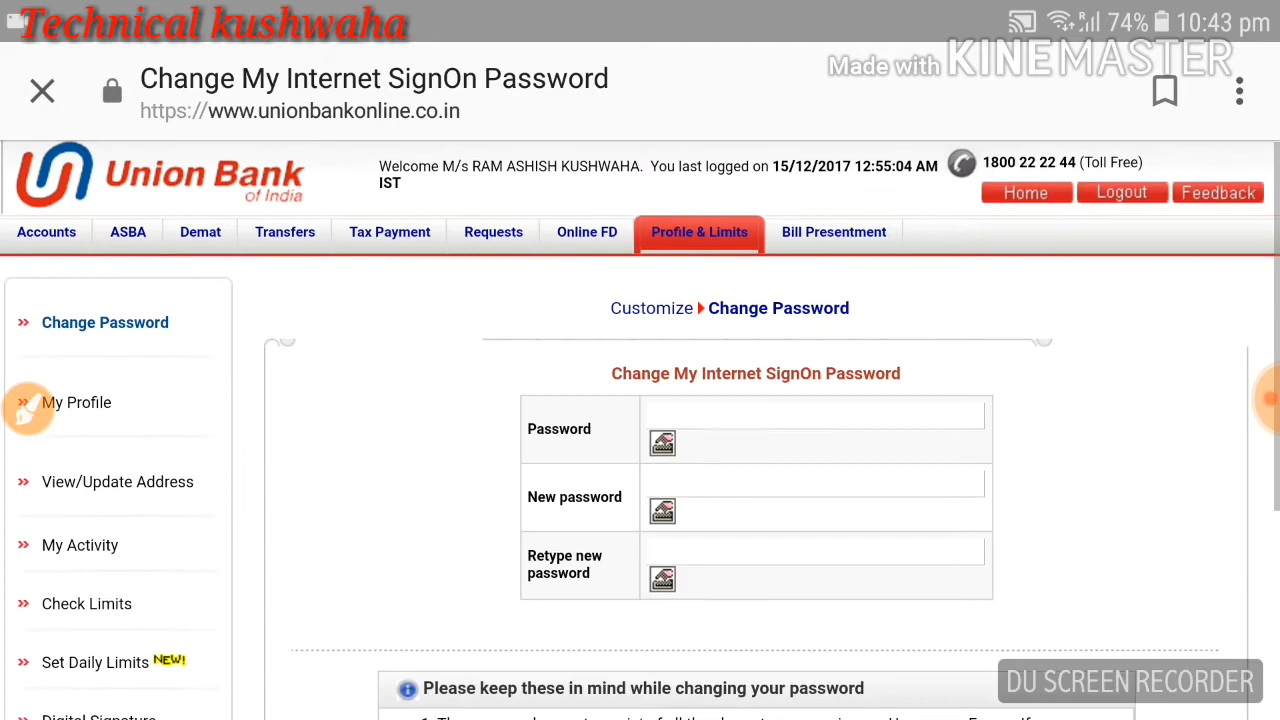 Technical kushwaha
74% 10:43 pm
Made with KINEMASTER
Change My Internet SignOn Password
https://www.unionbankonline.co.in
Union Bank
of India
Welcome M/s RAM ASHISH KUSHWAHA. You last logged on 15/12/2017 12:55:04 AM
IST
1800 22 22 44 (Toll Free)
Home Logout Feedback
Accounts ASBA Demat Transfers Tax Payment Requests Online FD Profile & Limits Bill Presentment
Customize Change Password
Change Password
My Profile
View/Update Address
My Activity
Check Limits
Set Daily Limits NEW!
Digital Signature
Change My Internet SignOn Password
Password
New password
Retype new
password
Please keep these in mind while changing your password
DU SCREEN RECORDER